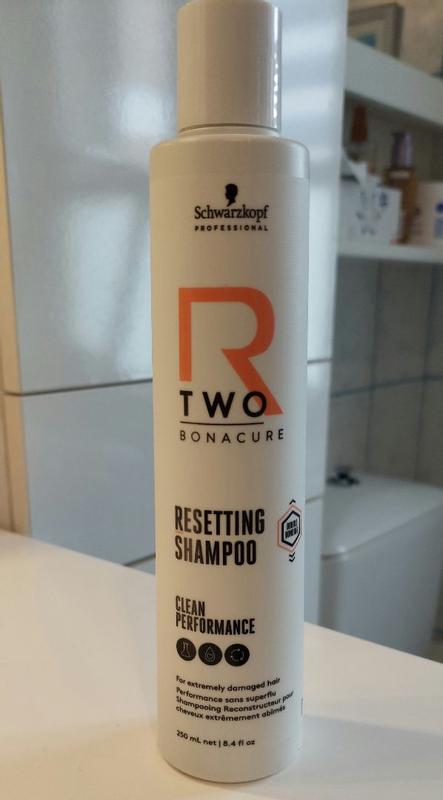 Schwarzkopf
PROFESSIONAL
R
TWO
BONACURE
RESETTING
SHAMPOO
CLEAN
PERFORMANCE
For extremely damaged hair
Performance sans superflu
Shampooing Reconstructeur pour
cheveux extrêmement abîmés
250 mL net | 8.4 fl oz